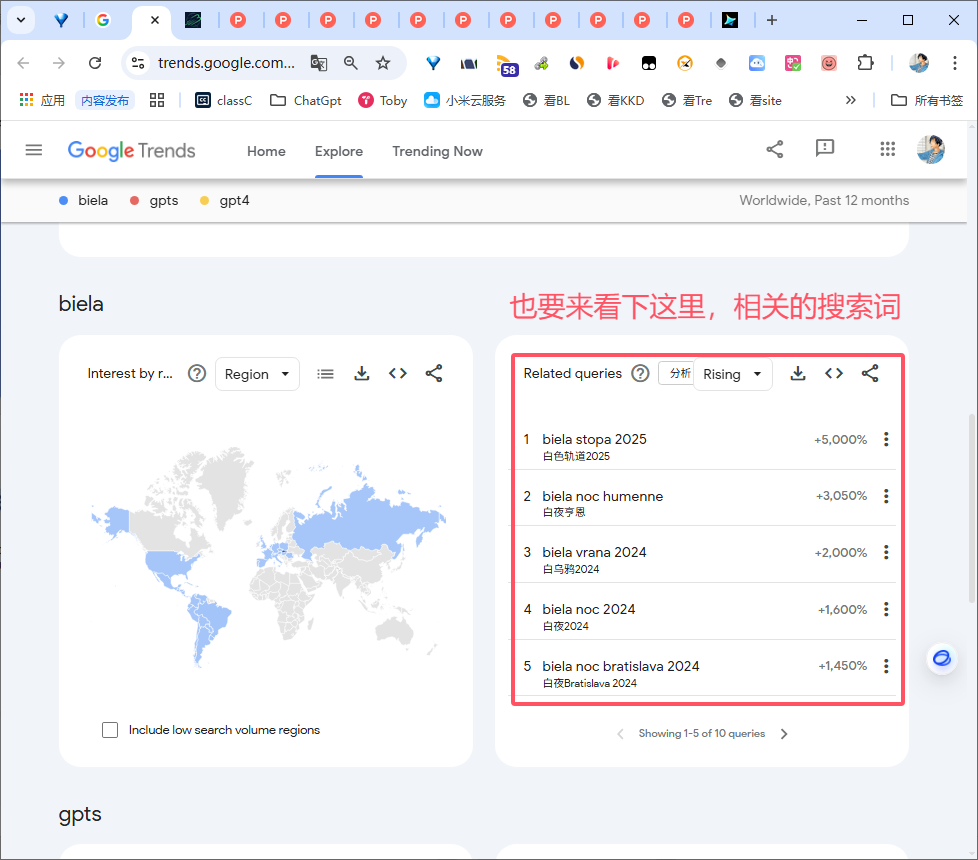 58
trends.google.com...
应用
内容发布
classC
ChatGpt
Toby
小米云服务
看BL
看KKD
看Tre
看site
所有书签
Google Trends
Home
Explore
Trending Now
biela
gpts
gpt4
Worldwide, Past 12 months
biela
也要来看下这里，相关的搜索词
Interest by r...
Region
Related queries
分析
Rising
1 biela stopa 2025 +5,000%
白色轨道2025
2 biela noc humenne +3,050%
白夜亨恩
3 biela vrana 2024 +2,000%
白乌鸦2024
4 biela noc 2024 +1,600%
白夜2024
5 biela noc bratislava 2024 +1,450%
白夜Bratislava 2024
Include low search volume regions
Showing 1-5 of 10 queries
gpts